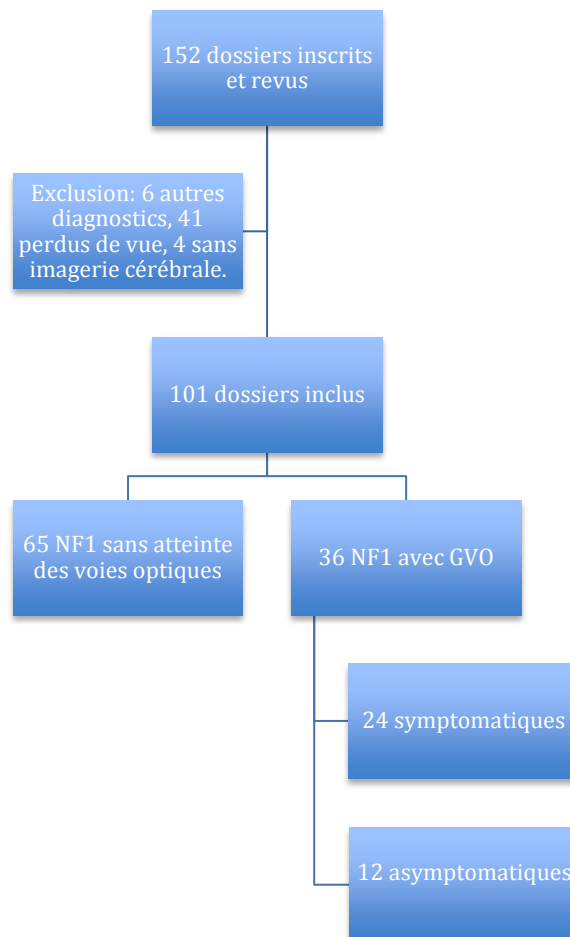 152 dossiers inscrits
et revus
Exclusion: 6 autres
diagnostics, 41
perdus de vue, 4 sans
imagerie cérébrale.
101 dossiers inclus
65 NF1 sans atteinte
des voies optiques
36 NF1 avec GVO
24 symptomatiques
12 asymptomatiques